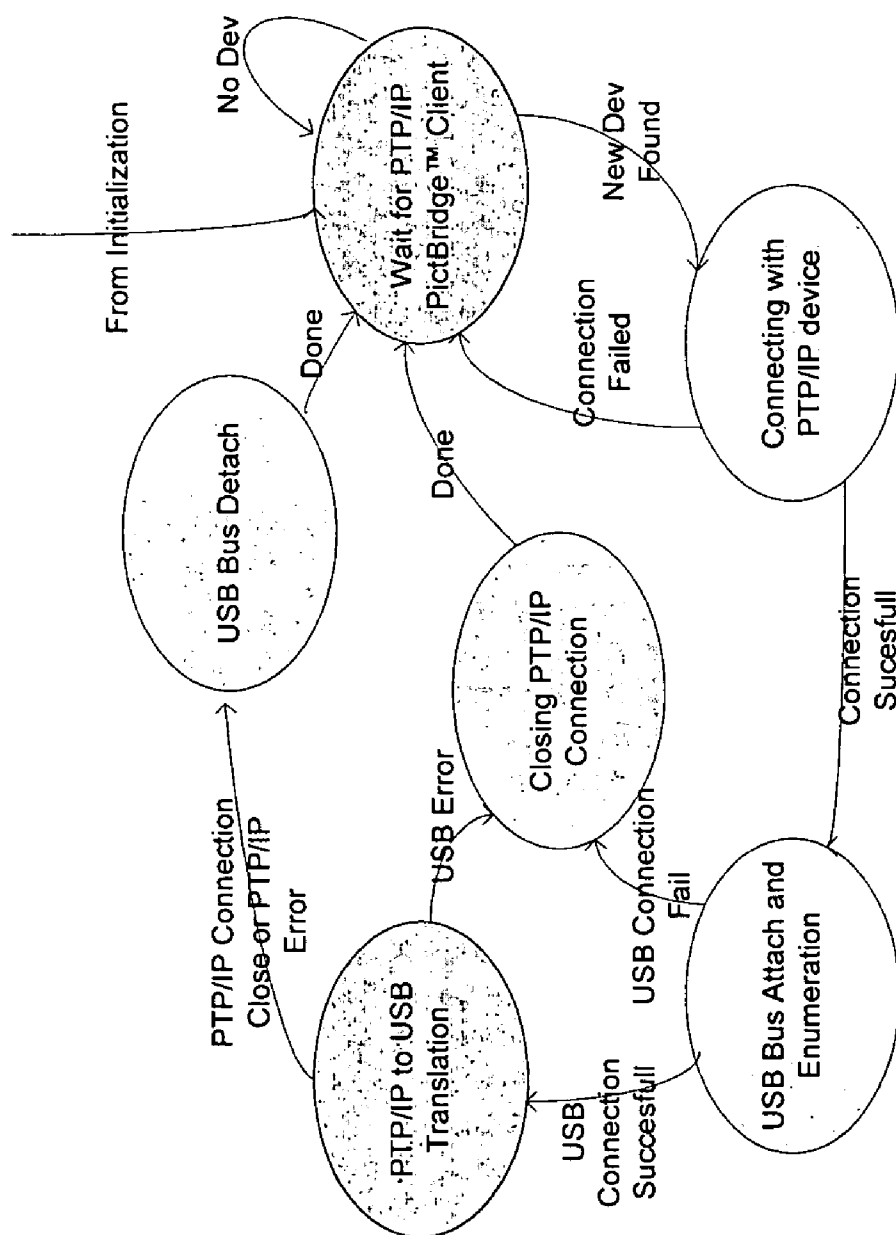 From Initialization
No Dev
Wait for PTP/IP
PictBridge™ Client
New Dev
Found
Connection
Failed
Connecting with
PTP/IP device
Connection
Sucesfull
USB Bus Attach and
Enumeration
USB
Connection
Succesfull
USB Connection
Fail
PTP/IP to USB
Translation
USB Error
Closing PTP/IP
Connection
Done
PTP/IP Connection
Close or PTP/IP
Error
USB Bus Detach
Done